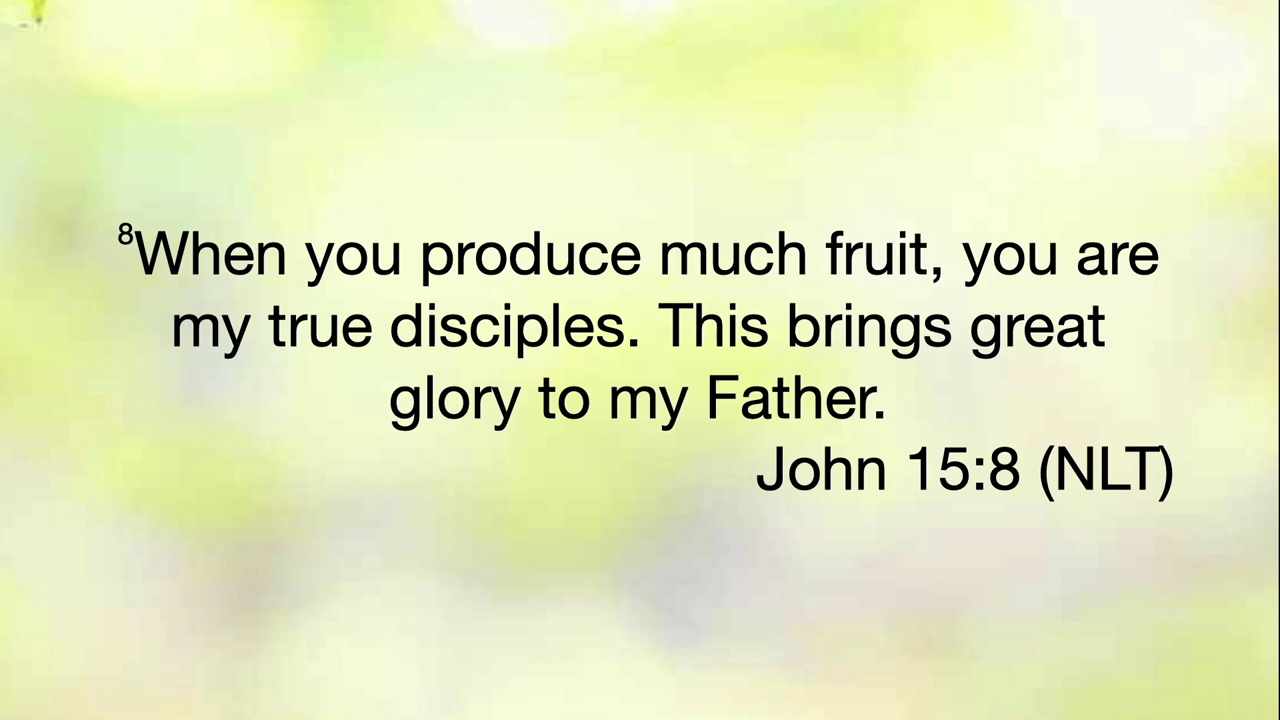 ⁸When you produce much fruit, you are
my true disciples. This brings great
glory to my Father.
John 15:8 (NLT)